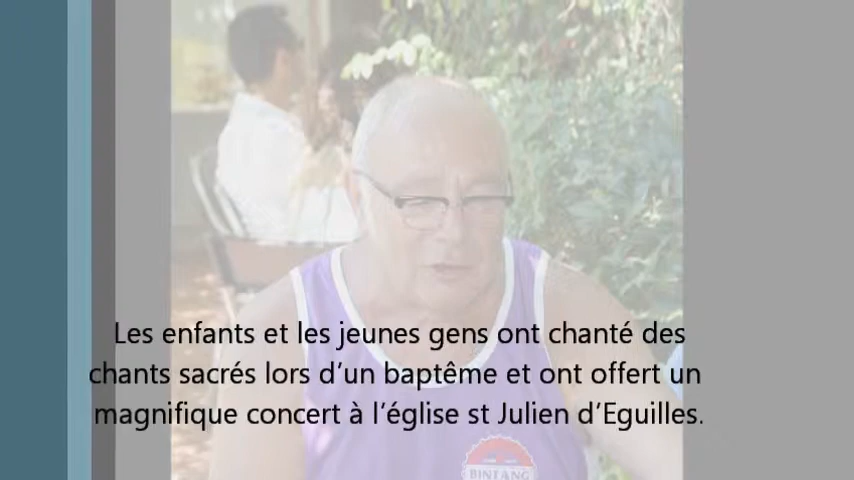 Les enfants et les jeunes gens ont chanté des
chants sacrés lors d’un baptême et ont offert un
magnifique concert à l’église st Julien d’Eguilles.
BINTANG